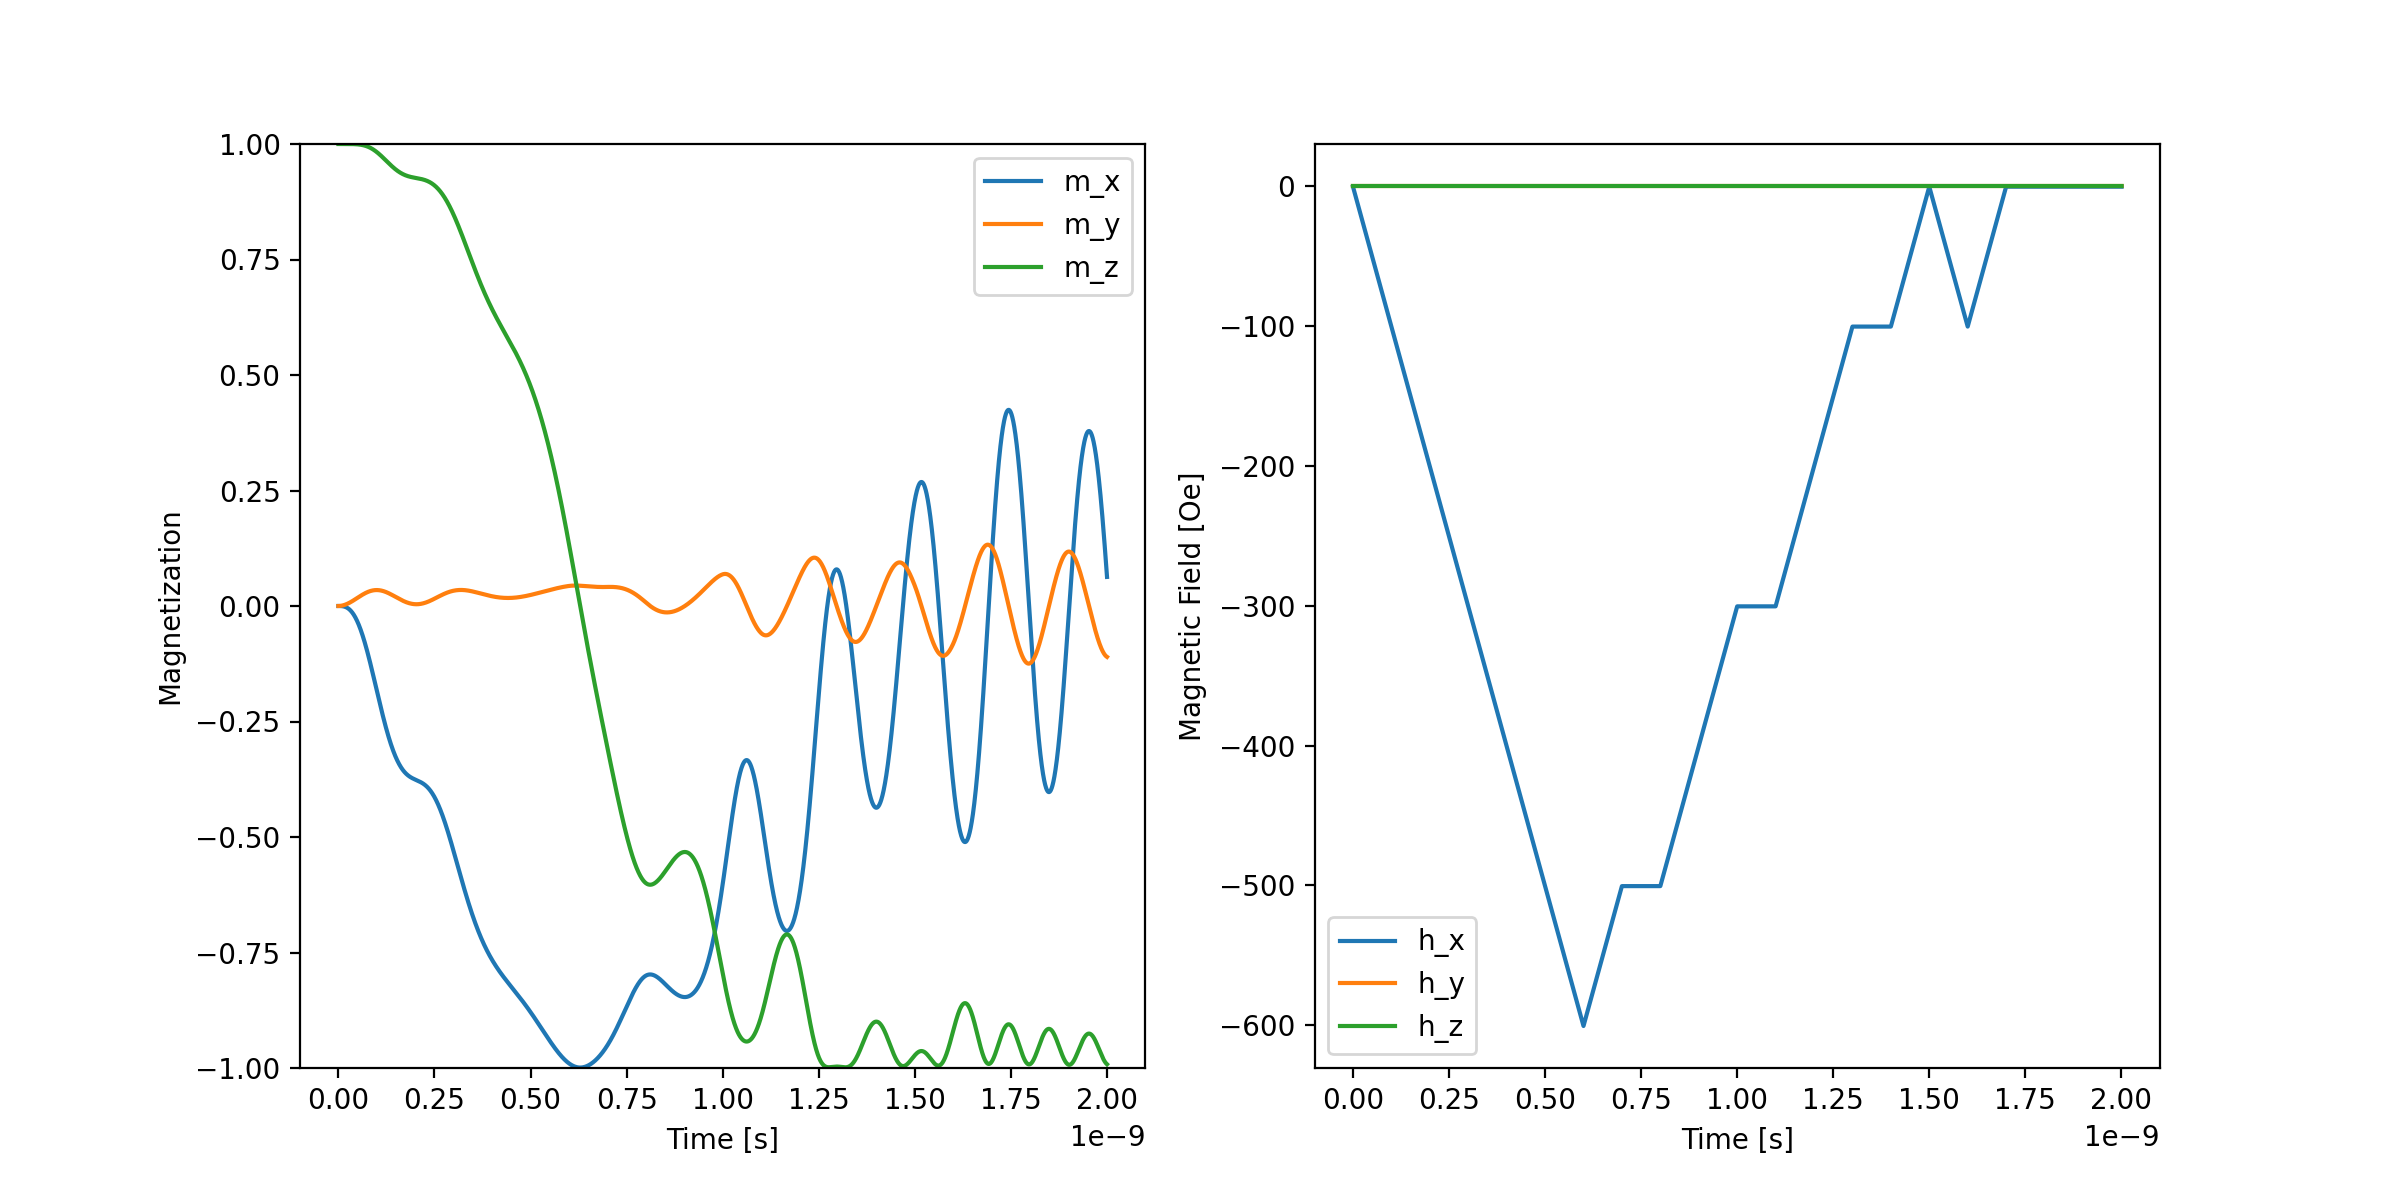 Magnetization
1.00
0.75
0.50
0.25
0.00
−0.25
−0.50
−0.75
−1.00
m_x
m_y
m_z
0.00 0.25 0.50 0.75 1.00 1.25 1.50 1.75 2.00
Time [s]
1e−9
Magnetic Field [Oe]
0
−100
−200
−300
−400
−500
−600
h_x
h_y
h_z
0.00 0.25 0.50 0.75 1.00 1.25 1.50 1.75 2.00
Time [s]
1e−9